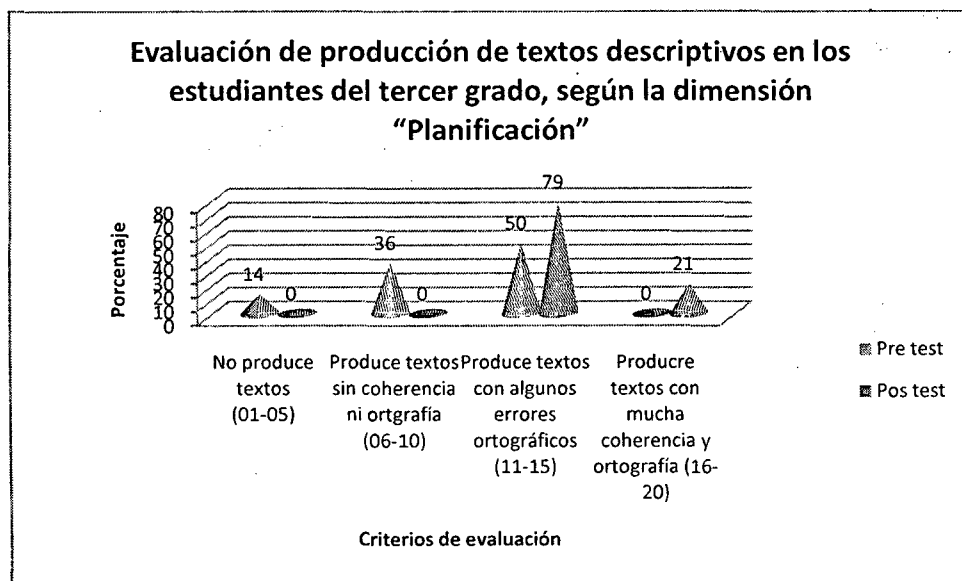 Evaluación de producción de textos descriptivos en los
estudiantes del tercer grado, según la dimensión
“Planificación”
Porcentaje
80
70
60
50
40
30
20
10
0
14
0
36
0
50
79
0
21
No produce
textos
(01-05)
Produce textos
sin coherencia
ni ortgrafía
(06-10)
Produce textos
con algunos
errores
ortográficos
(11-15)
Producre
textos con
mucha
coherencia y
ortografía (16-
20)
Pre test
Pos test
Criterios de evaluación